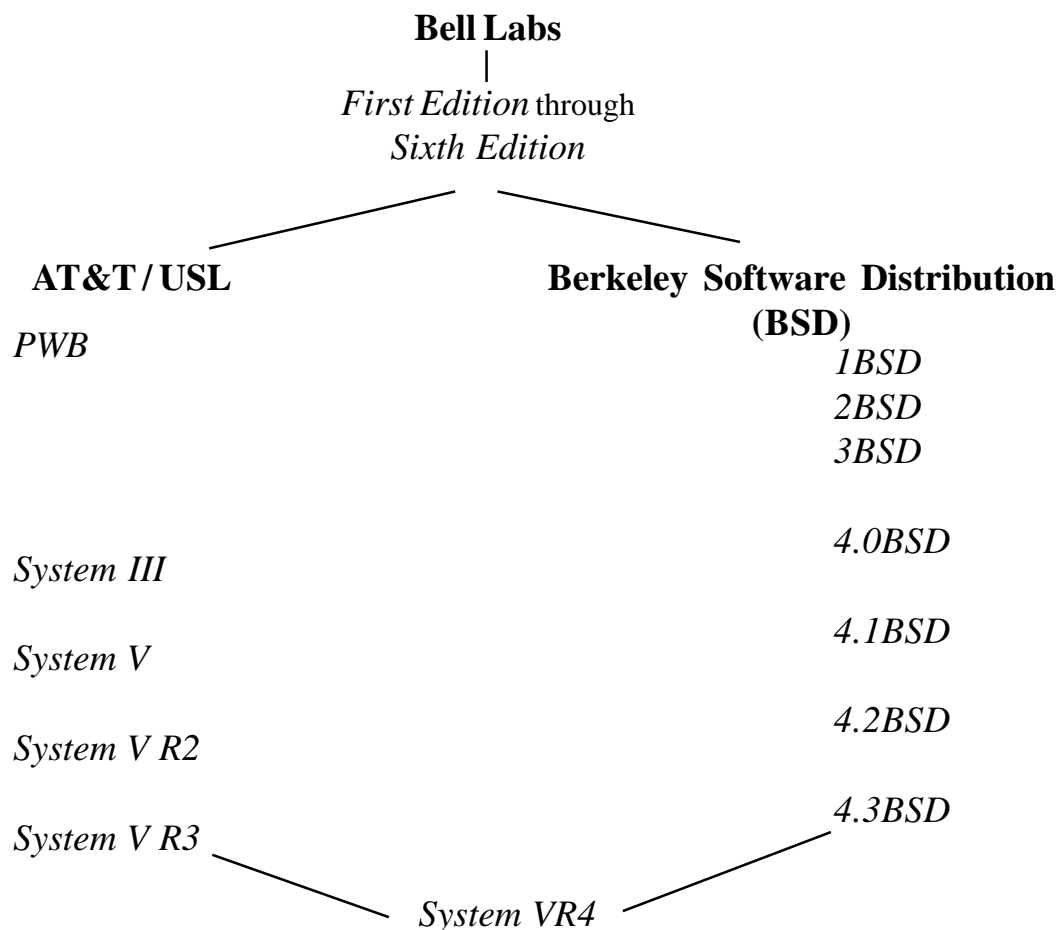 Bell Labs
First Edition through
Sixth Edition
AT&T / USL
Berkeley Software Distribution
(BSD)
PWB
1BSD
2BSD
3BSD
4.0BSD
System III
4.1BSD
System V
4.2BSD
System V R2
4.3BSD
System V R3
System VR4